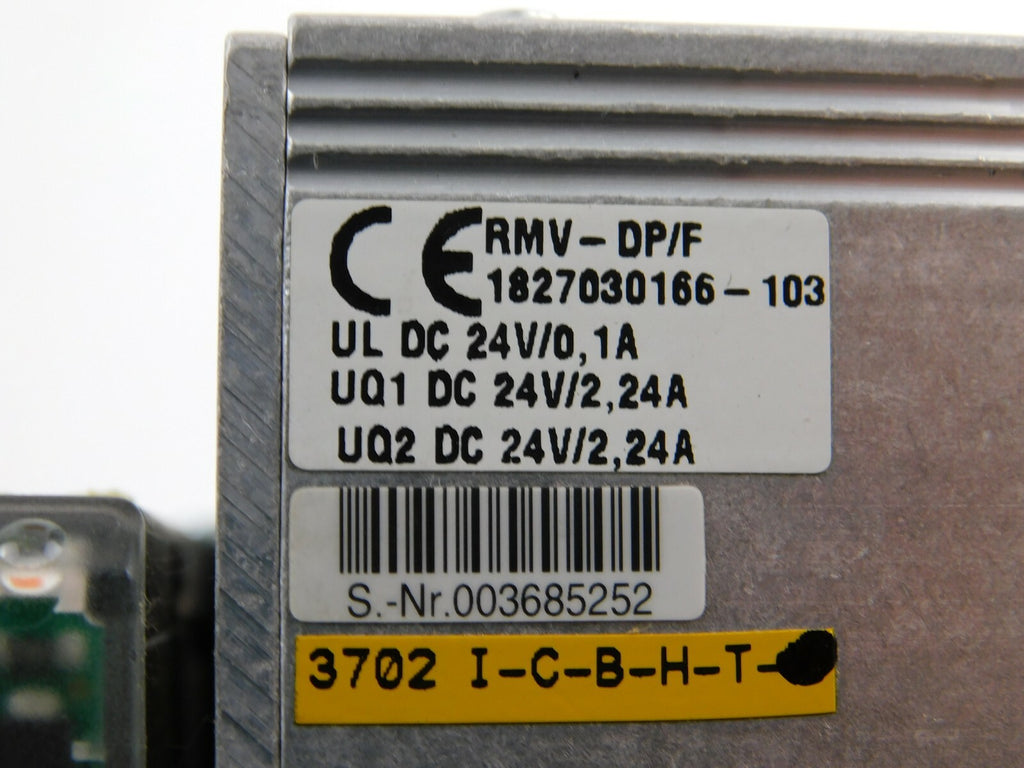 CE RMV-DP/F
1827030166-103
UL DC 24V/0,1A
UQ1 DC 24V/2,24A
UQ2 DC 24V/2,24A
S.-Nr.003685252
3702 I-C-B-H-T-